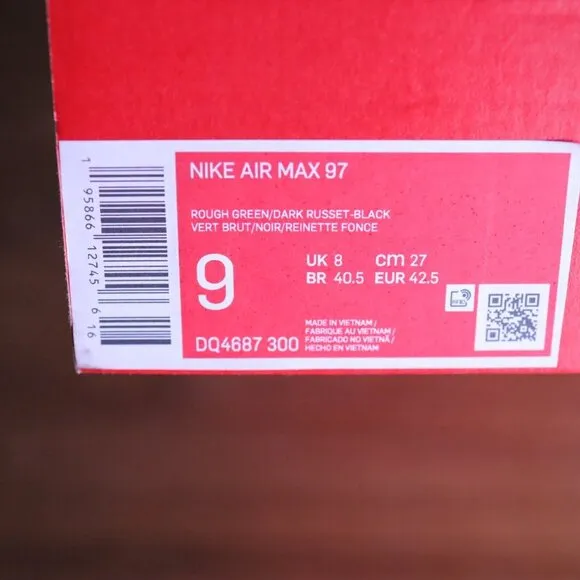 NIKE AIR MAX 97
ROUGH GREEN/DARK RUSSET-BLACK
VERT BRUT/NOIR/REINETTE FONCE
9
UK 8 cm 27
BR 40.5 EUR 42.5
MADE IN VIETNAM /
FABRIQUE AU VIETNAM /
FABRICADO NO VIETNÃ /
HECHO EN VIETNAM
DQ4687 300
1 95866 12745 6 16